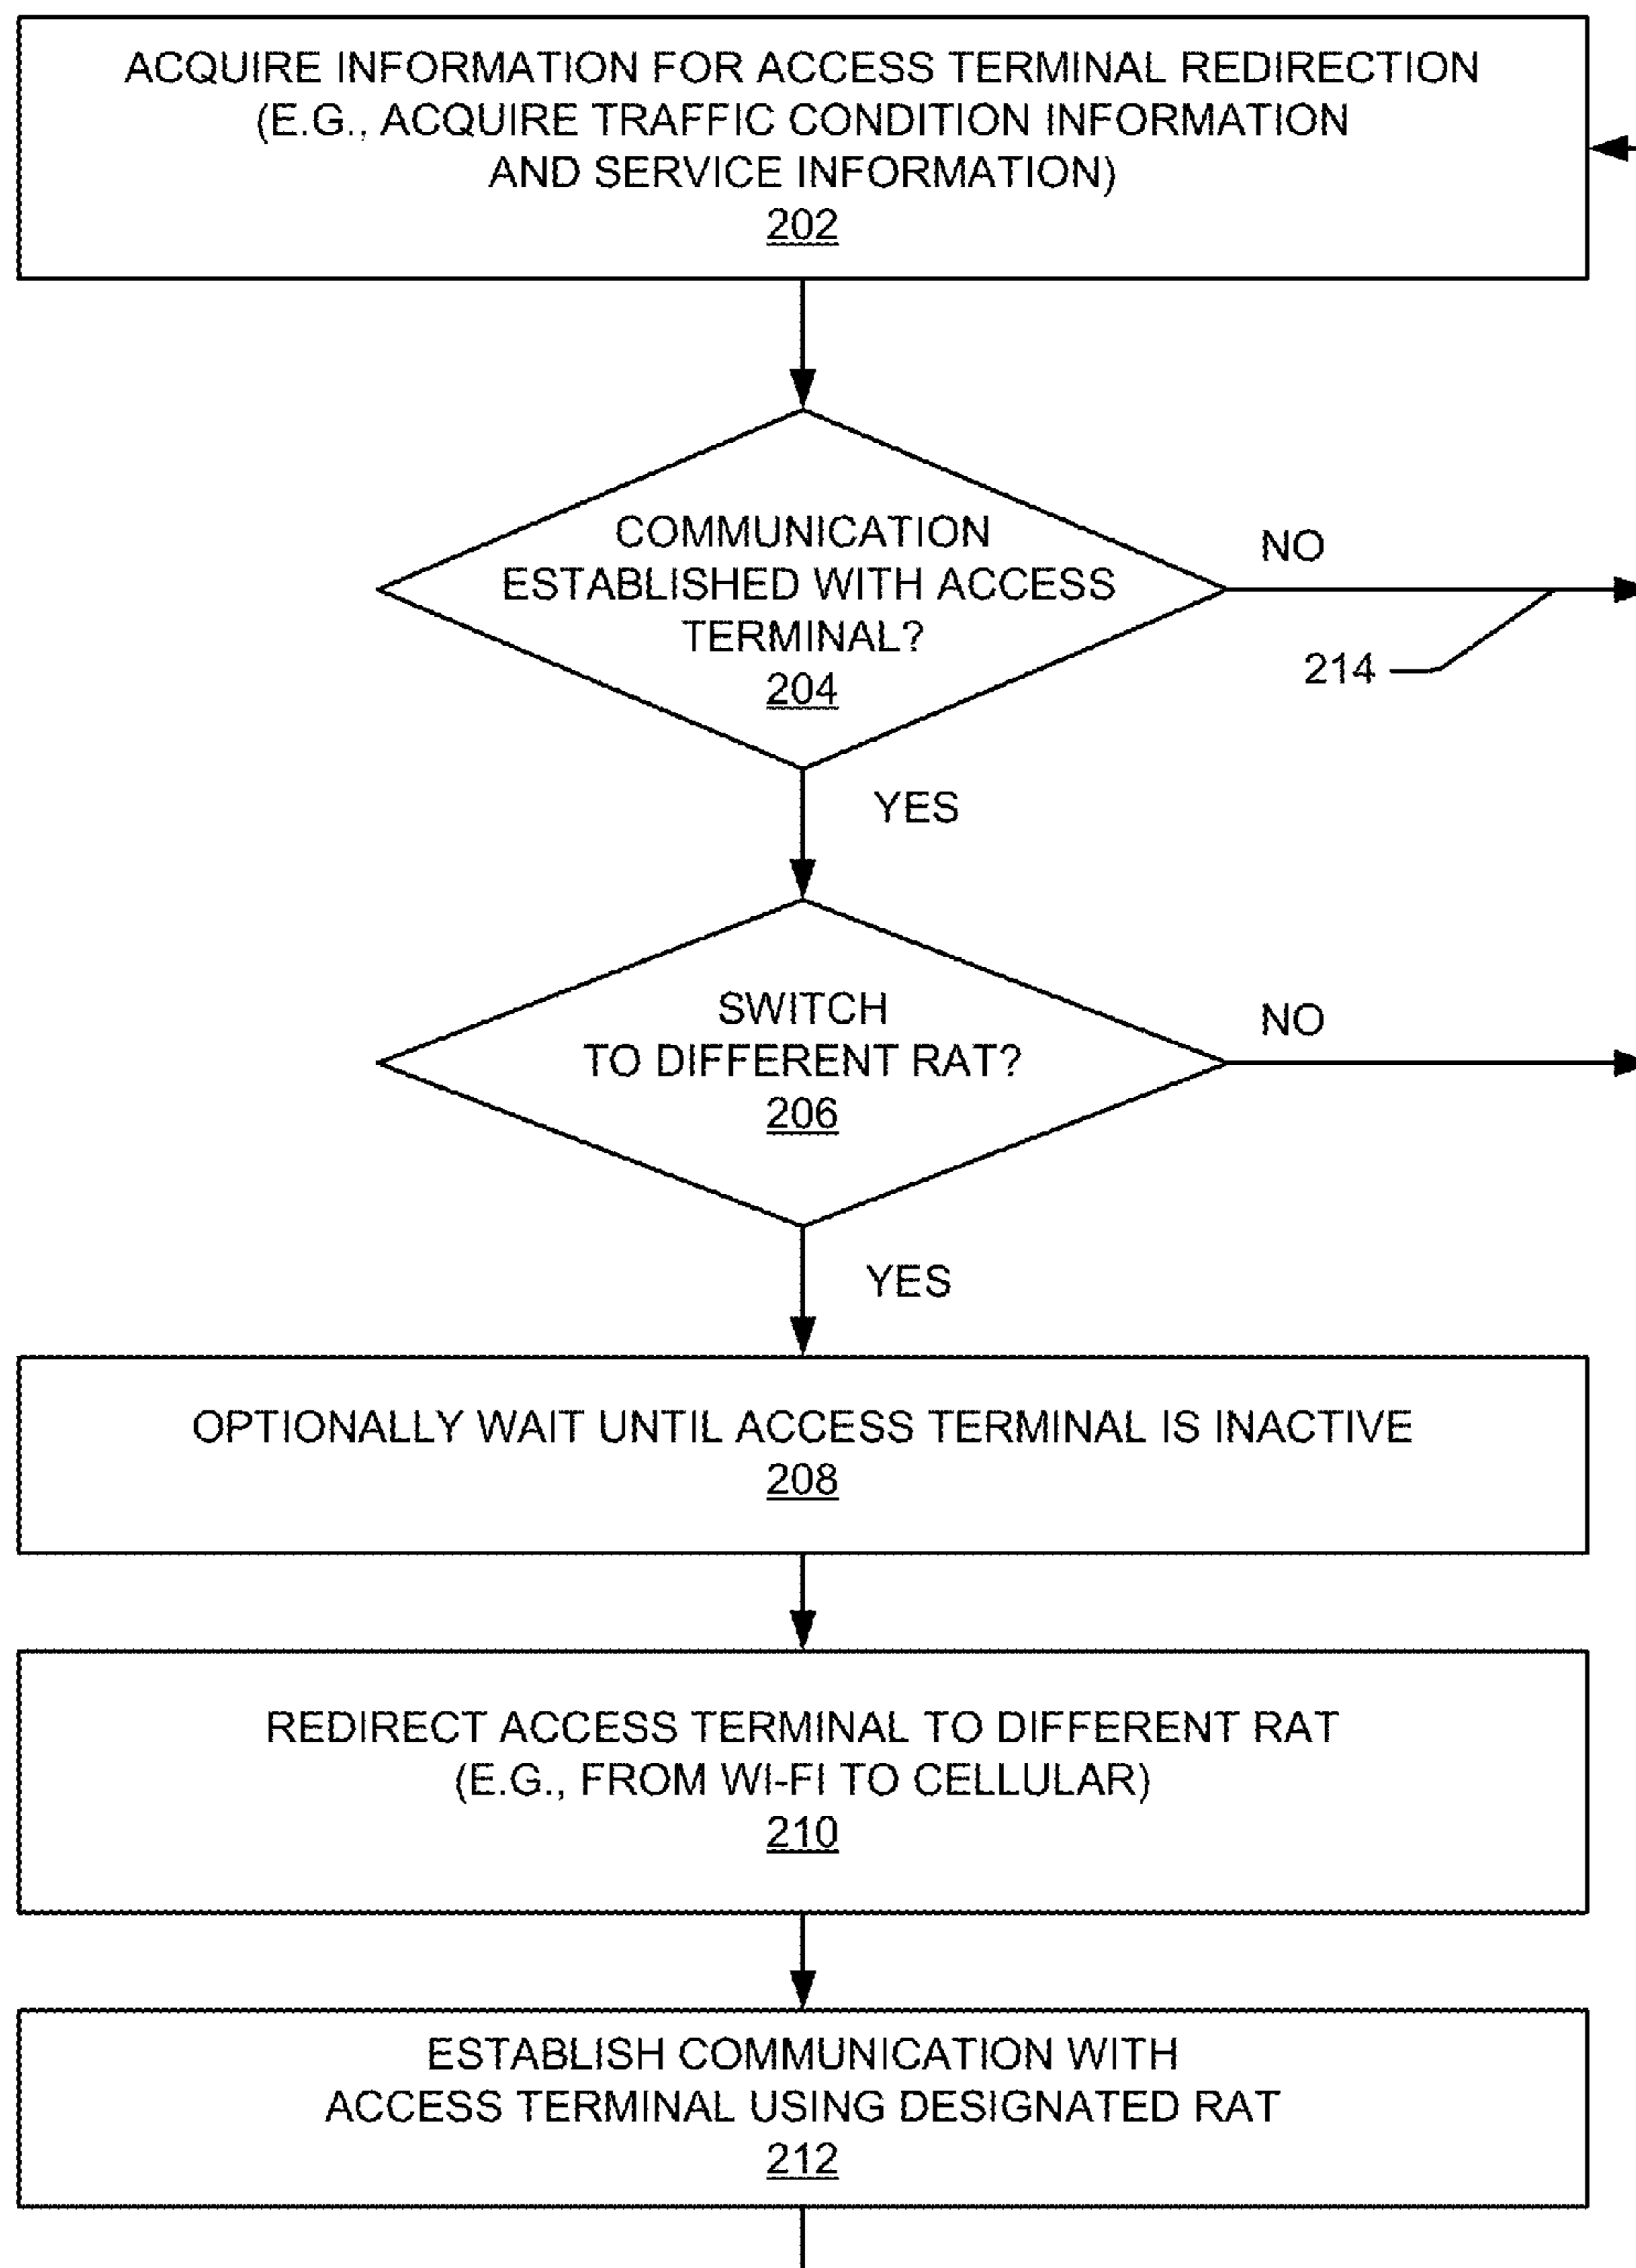 ACQUIRE INFORMATION FOR ACCESS TERMINAL REDIRECTION
(E.G., ACQUIRE TRAFFIC CONDITION INFORMATION
AND SERVICE INFORMATION)
202
COMMUNICATION
ESTABLISHED WITH ACCESS
TERMINAL?
204
NO
214
YES
SWITCH
TO DIFFERENT RAT?
206
NO
YES
OPTIONALLY WAIT UNTIL ACCESS TERMINAL IS INACTIVE
208
REDIRECT ACCESS TERMINAL TO DIFFERENT RAT
(E.G., FROM WI-FI TO CELLULAR)
210
ESTABLISH COMMUNICATION WITH
ACCESS TERMINAL USING DESIGNATED RAT
212